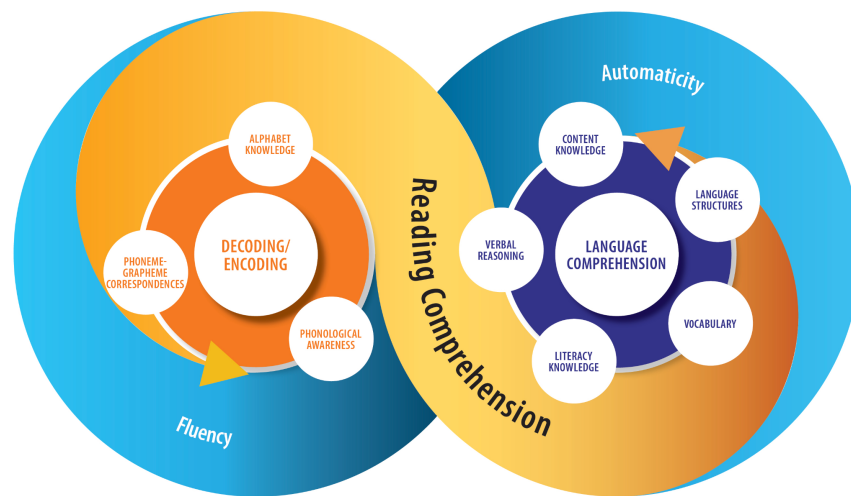 ALPHABET
KNOWLEDGE
DECODING/
ENCODING
PHONEME-
GRAPHEME
CORRESPONDENCES
PHONOLOGICAL
AWARENESS
Fluency
Reading Comprehension
Automaticity
CONTENT
KNOWLEDGE
LANGUAGE
STRUCTURES
VERBAL
REASONING
LANGUAGE
COMPREHENSION
VOCABULARY
LITERACY
KNOWLEDGE